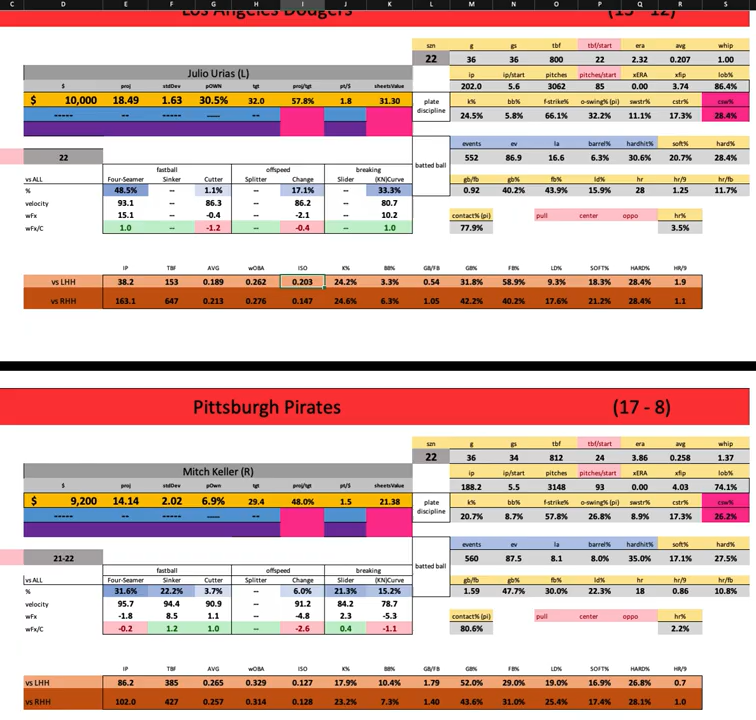 C D E F G H I J K L M N O P Q R S
Los Angeles Dodgers (15 - 12)
szn g gs tbf tbf/start era avg whip
22 36 36 800 22 2.32 0.207 1.00
Julio Urias (L) ip ip/start pitches pitches/start xERA xfip lob%
$ proj stdDev pOWN tgt proj/tgt pt/$ sheetsValue 202.0 5.6 3062 85 0.00 3.74 86.4%
$ 10,000 18.49 1.63 30.5% 32.0 57.8% 1.8 31.30 plate discipline k% bb% f-strike% o-swing% (pi) swstr% cstr% csw%
----- -- -- ---- -- 24.5% 5.8% 66.1% 32.2% 11.1% 17.3% 28.4%
events ev la barrel% hardhit% soft% hard%
22 batted ball 552 86.9 16.6 6.3% 30.6% 20.7% 28.4%
fastball offspeed breaking
vs ALL Four-Seamer Sinker Cutter Splitter Change Slider (KN)Curve gb/fb gb% fb% ld% hr hr/9 hr/fb
% 48.5% -- 1.1% -- 17.1% -- 33.3% 0.92 40.2% 43.9% 15.9% 28 1.25 11.7%
velocity 93.1 -- 86.3 -- 86.2 -- 80.7
wFx 15.1 -- -0.4 -- -2.1 -- 10.2 contact% (pi) pull center oppo hr%
wFx/C 1.0 -- -1.2 -- -0.4 -- 1.0 77.9% 3.5%
IP TBF AVG wOBA ISO K% BB% GB/FB GB% FB% LD% SOFT% HARD% HR/9
vs LHH 38.2 153 0.189 0.262 0.203 24.2% 3.3% 0.54 31.8% 58.9% 9.3% 18.3% 28.4% 1.9
vs RHH 163.1 647 0.213 0.276 0.147 24.6% 6.3% 1.05 42.2% 40.2% 17.6% 21.2% 28.4% 1.1
Pittsburgh Pirates (17 - 8)
szn g gs tbf tbf/start era avg whip
22 36 34 812 24 3.86 0.258 1.37
Mitch Keller (R) ip ip/start pitches pitches/start xERA xfip lob%
$ proj stdDev pOwn tgt proj/tgt pt/$ sheetsValue 188.2 5.5 3148 93 0.00 4.03 74.1%
$ 9,200 14.14 2.02 6.9% 29.4 48.0% 1.5 21.38 plate discipline k% bb% f-strike% o-swing% (pi) swstr% cstr% csw%
----- -- -- ---- -- 20.7% 8.7% 57.8% 26.8% 8.9% 17.3% 26.2%
events ev la barrel% hardhit% soft% hard%
21-22 batted ball 560 87.5 8.1 8.0% 35.0% 17.1% 27.5%
fastball offspeed breaking
vs ALL Four-Seamer Sinker Cutter Splitter Change Slider (KN)Curve gb/fb gb% fb% ld% hr hr/9 hr/fb
% 31.6% 22.2% 3.7% -- 6.0% 21.3% 15.2% 1.59 47.7% 30.0% 22.3% 18 0.86 10.8%
velocity 95.7 94.4 90.9 -- 91.2 84.2 78.7
wFx -1.8 8.5 1.1 -- -4.8 2.3 -5.3 contact% (pi) pull center oppo hr%
wFx/C -0.2 1.2 1.0 -- -2.6 0.4 -1.1 80.6% 2.2%
IP TBF AVG wOBA ISO K% BB% GB/FB GB% FB% LD% SOFT% HARD% HR/9
vs LHH 86.2 385 0.265 0.329 0.127 17.9% 10.4% 1.79 52.0% 29.0% 19.0% 16.9% 26.8% 0.7
vs RHH 102.0 427 0.257 0.314 0.128 23.2% 7.3% 1.40 43.6% 31.0% 25.4% 17.4% 28.1% 1.0